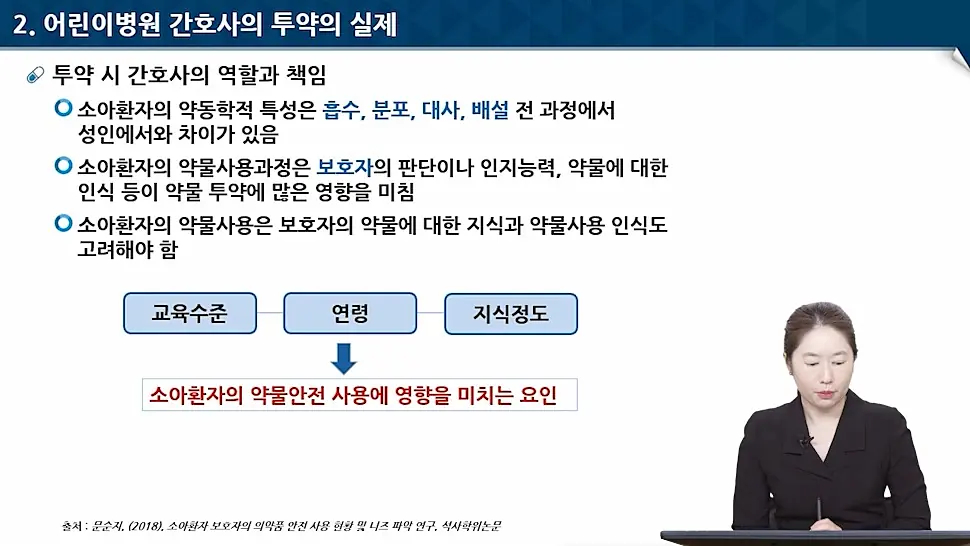 2. 어린이병원 간호사의 투약의 실제
투약 시 간호사의 역할과 책임
소아환자의 약동학적 특성은 흡수, 분포, 대사, 배설 전 과정에서
성인에서와 차이가 있음
소아환자의 약물사용과정은 보호자의 판단이나 인지능력, 약물에 대한
인식 등이 약물 투약에 많은 영향을 미침
소아환자의 약물사용은 보호자의 약물에 대한 지식과 약물사용 인식도
고려해야 함
교육수준 연령 지식정도
소아환자의 약물안전 사용에 영향을 미치는 요인
출처 : 문순지, (2018), 소아환자 보호자의 의약품 안전 사용 현황 및 니즈 파악 연구, 석사학위논문